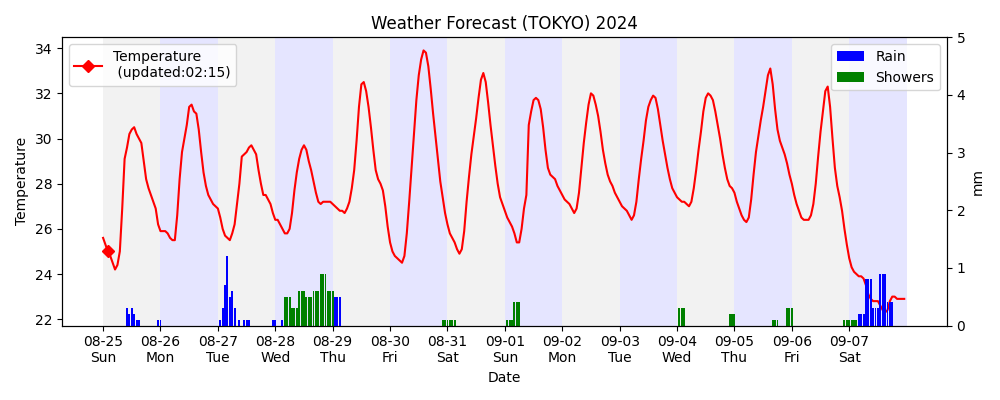 Weather Forecast (TOKYO) 2024
Temperature
(updated:02:15)
Rain
Showers
34
32
30
28
26
24
22
Temperature
5
4
3
2
1
0
mm
08-25 08-26 08-27 08-28 08-29 08-30 08-31 09-01 09-02 09-03 09-04 09-05 09-06 09-07
Sun Mon Tue Wed Thu Fri Sat Sun Mon Tue Wed Thu Fri Sat
Date